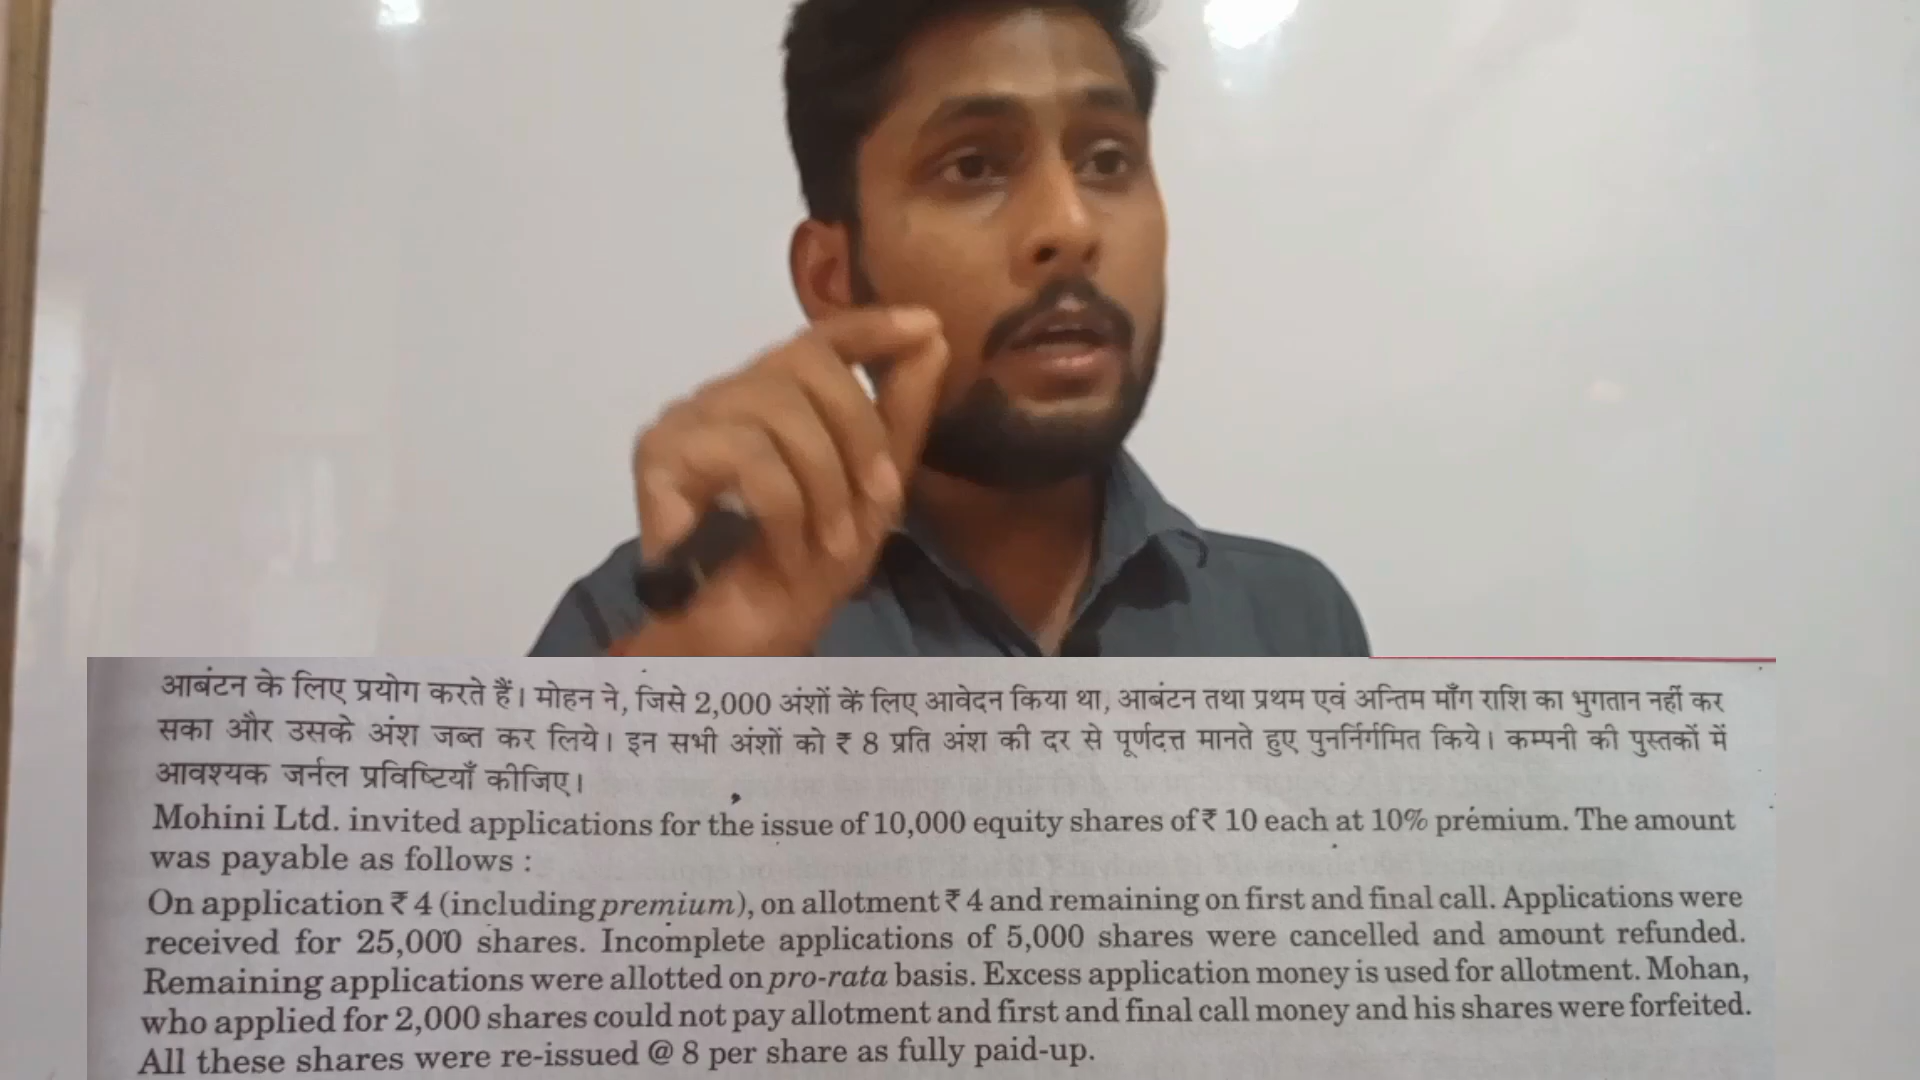 आबंटन के लिए प्रयोग करते हैं। मोहन ने, जिसे 2,000 अंशों के लिए आवेदन किया था, आबंटन तथा प्रथम एवं अन्तिम माँग राशि का भुगतान नहीं कर
सका और उसके अंश जब्त कर लिये। इन सभी अंशों को ₹ 8 प्रति अंश की दर से पूर्णदत्त मानते हुए पुनर्निर्गमित किये। कम्पनी की पुस्तकों में
आवश्यक जर्नल प्रविष्टियाँ कीजिए।
Mohini Ltd. invited applications for the issue of 10,000 equity shares of ₹ 10 each at 10% premium. The amount
was payable as follows :
On application ₹ 4 (including premium), on allotment ₹ 4 and remaining on first and final call. Applications were
received for 25,000 shares. Incomplete applications of 5,000 shares were cancelled and amount refunded.
Remaining applications were allotted on pro-rata basis. Excess application money is used for allotment. Mohan,
who applied for 2,000 shares could not pay allotment and first and final call money and his shares were forfeited.
All these shares were re-issued @ 8 per share as fully paid-up.